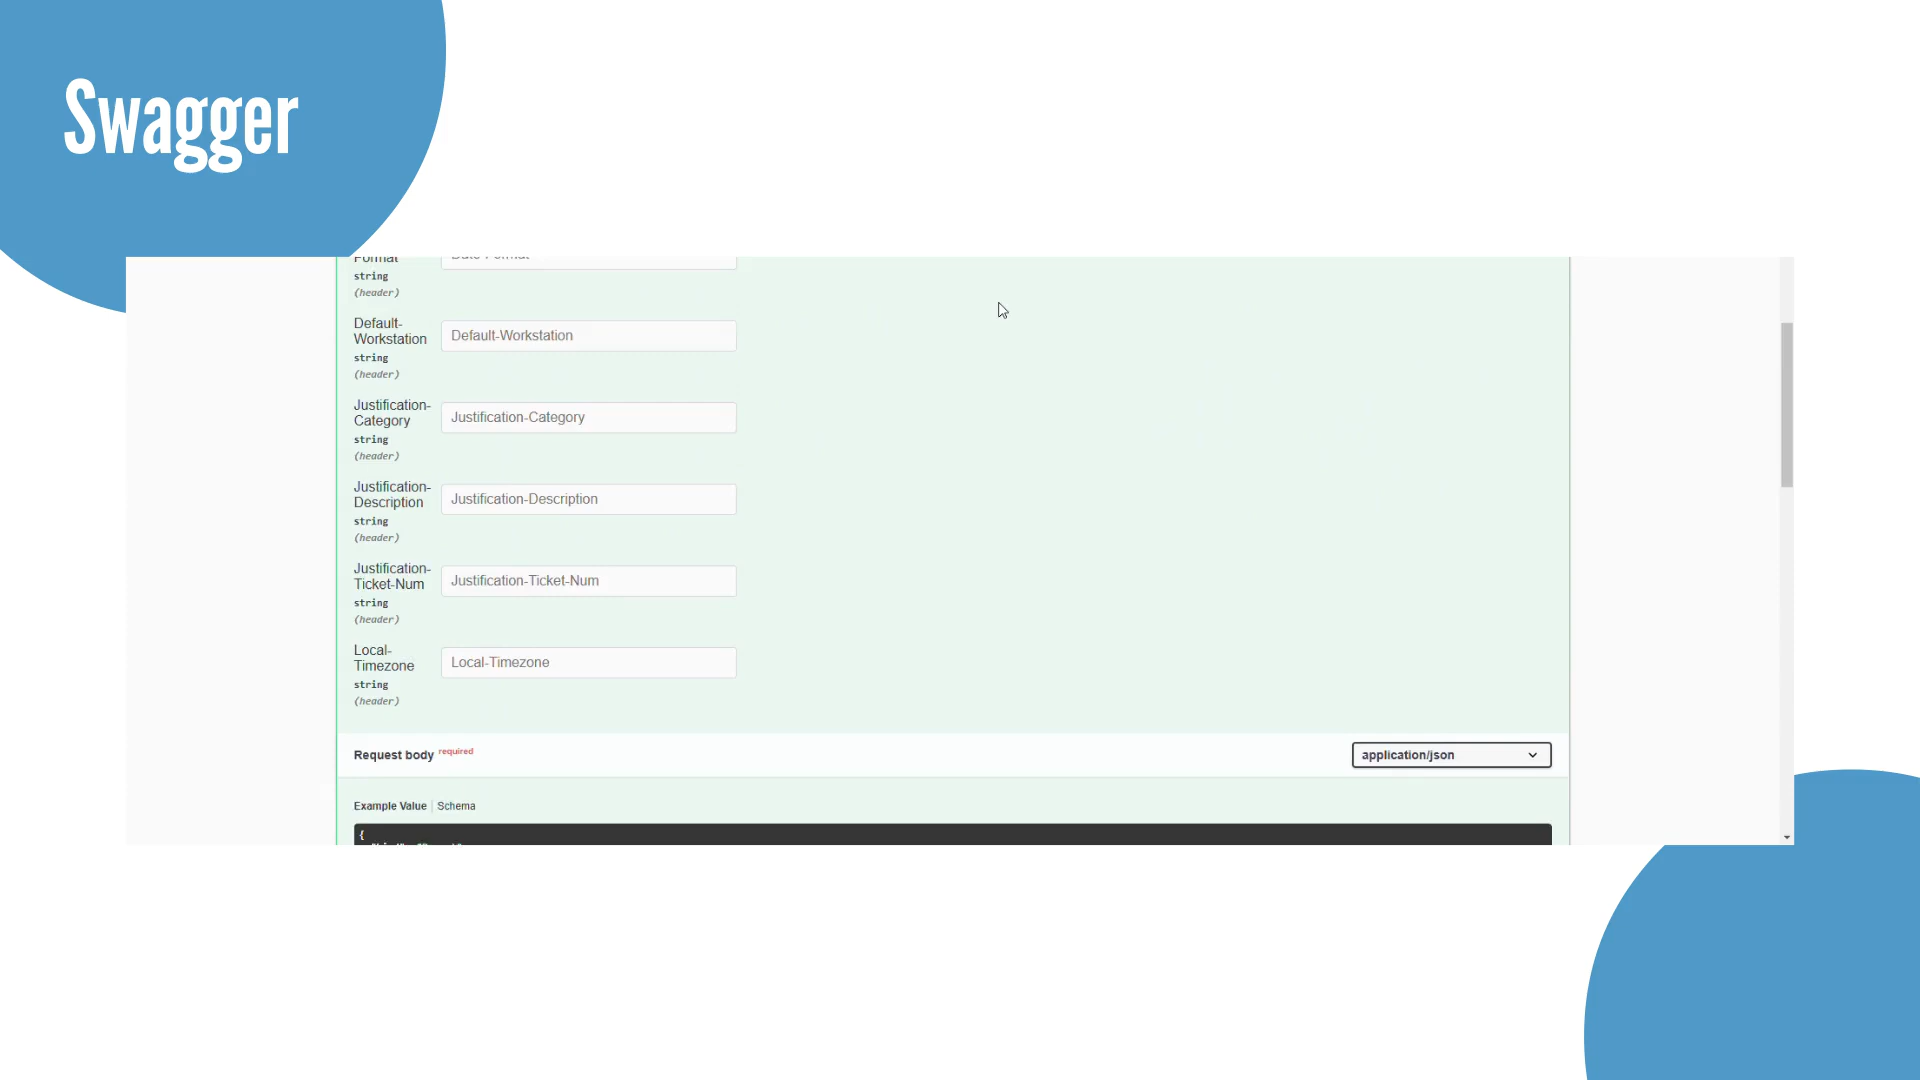 Swagger
Format
string
(header)
Default-
Workstation
Default-Workstation
string
(header)
Justification-
Category
Justification-Category
string
(header)
Justification-
Description
Justification-Description
string
(header)
Justification-
Ticket-Num
Justification-Ticket-Num
string
(header)
Local-
Timezone
Local-Timezone
string
(header)
Request body required
application/json
Example Value Schema
{